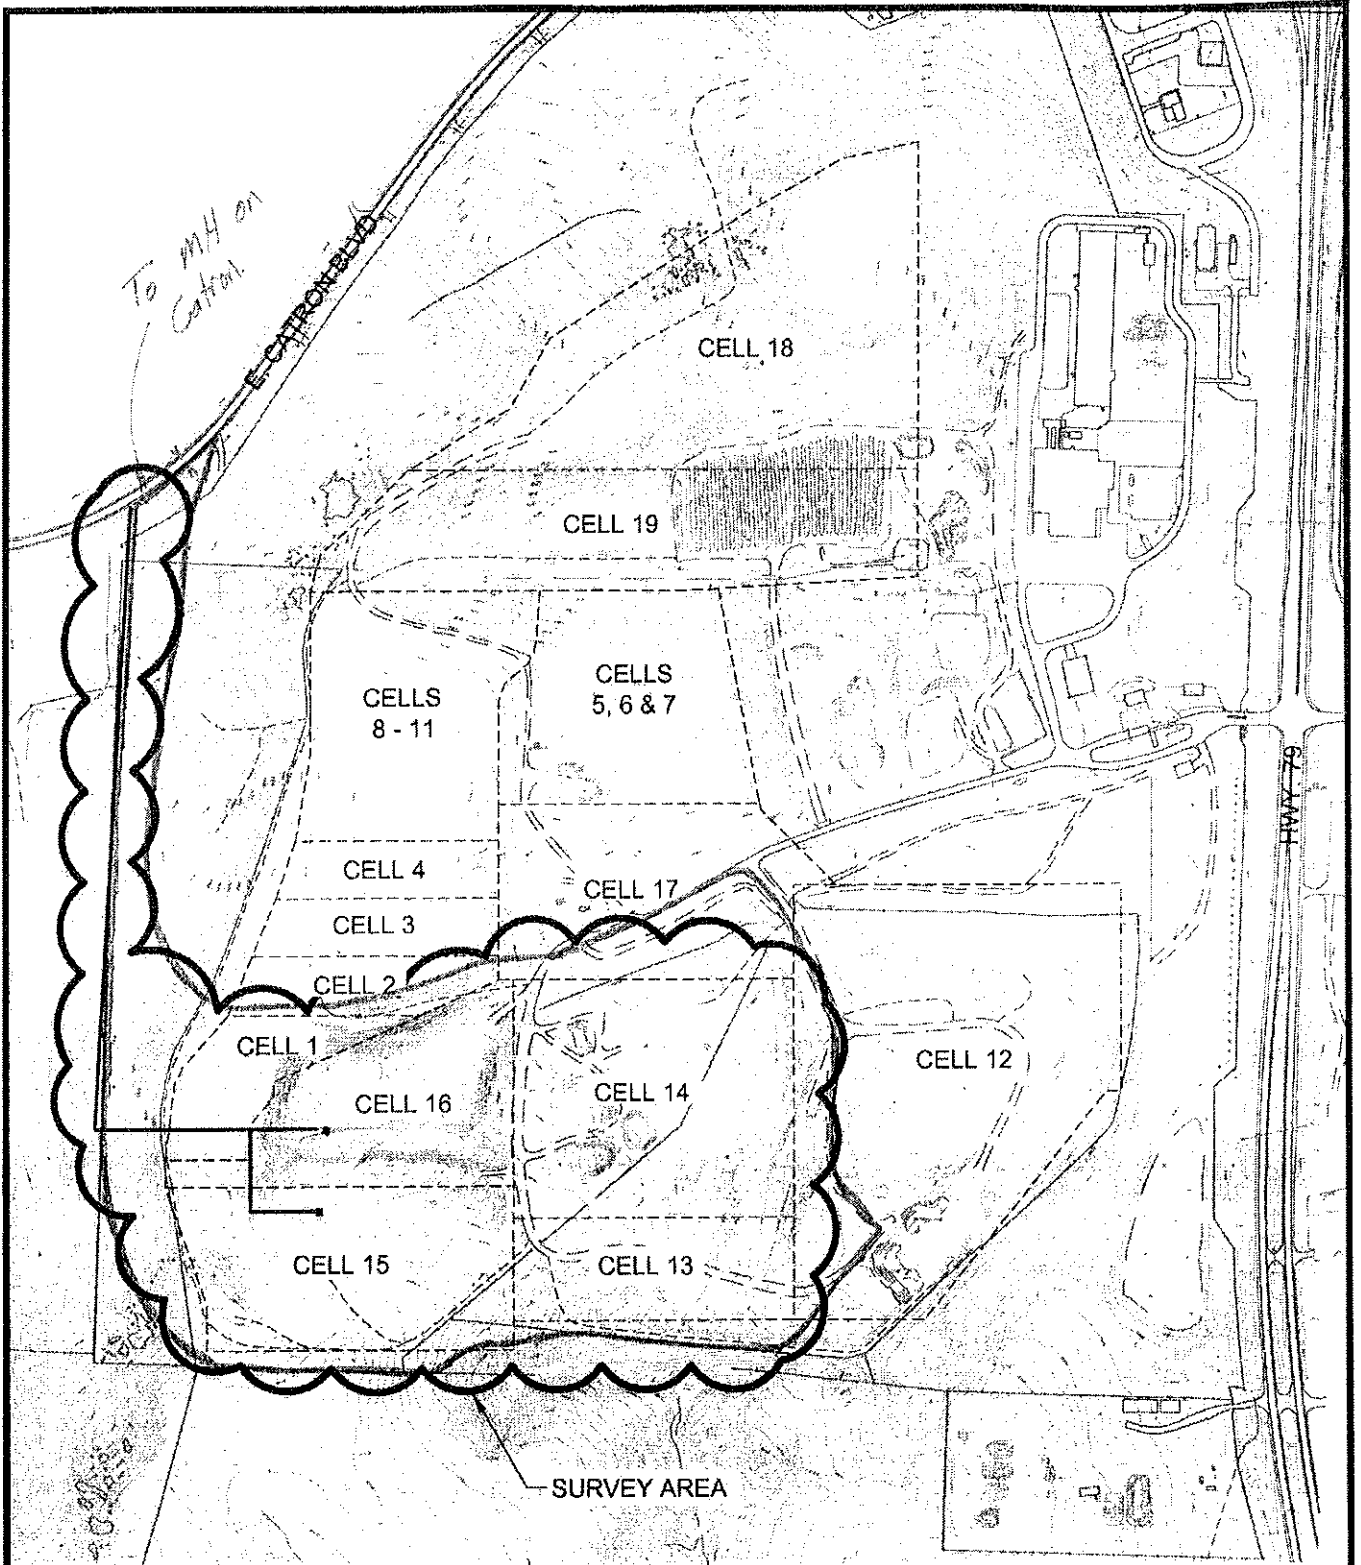 To MH on
Catron
E. CATRON BLVD.
CELL 18
CELL 19
CELLS
8 - 11
CELLS
5, 6 & 7
HWY 79
CELL 4
CELL 17
CELL 3
CELL 2
CELL 1
CELL 12
CELL 16
CELL 14
CELL 15
CELL 13
SURVEY AREA